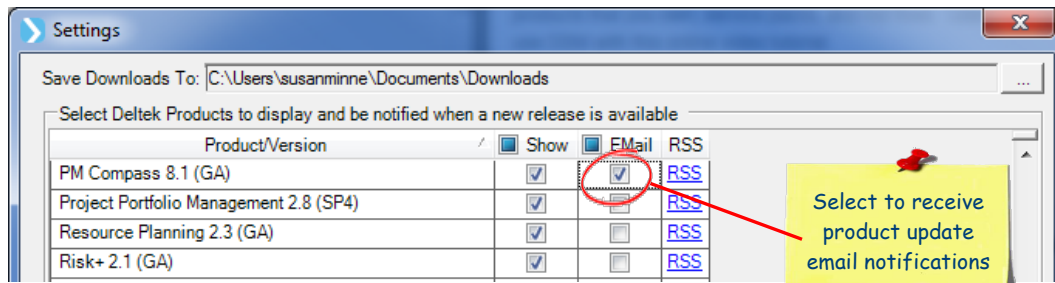 Settings
Save Downloads To: C:\Users\susanminne\Documents\Downloads ...
Select Deltek Products to display and be notified when a new release is available
Product/Version Show EMail RSS
PM Compass 8.1 (GA) RSS
Project Portfolio Management 2.8 (SP4) RSS
Resource Planning 2.3 (GA) RSS
Risk+ 2.1 (GA) RSS
Select to receive
product update
email notifications